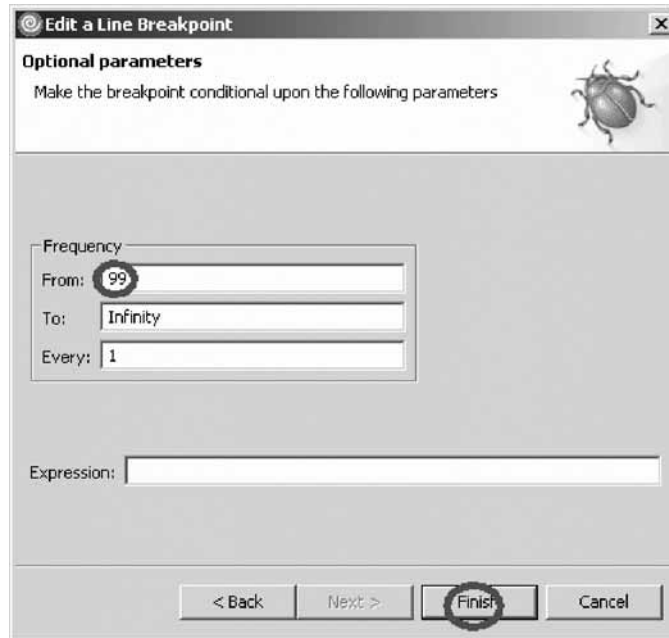 Edit a Line Breakpoint
Optional parameters
Make the breakpoint conditional upon the following parameters
Frequency
From: 99
To: Infinity
Every: 1
Expression:
< Back Next > Finish Cancel